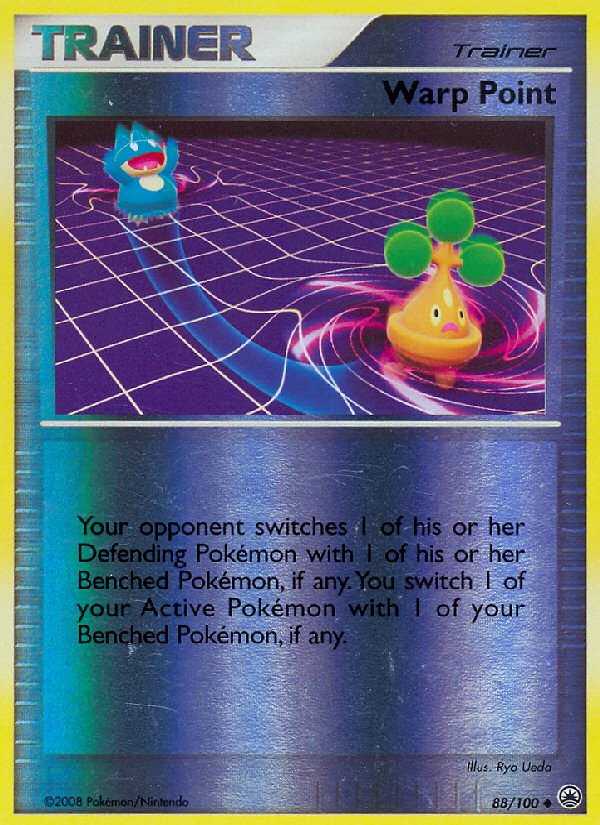 TRAINER
Trainer
Warp Point
Your opponent switches 1 of his or her
Defending Pokémon with 1 of his or her
Benched Pokémon, if any. You switch 1 of
your Active Pokémon with 1 of your
Benched Pokémon, if any.
Illus. Ryo Ueda
©2008 Pokémon/Nintendo
88/100